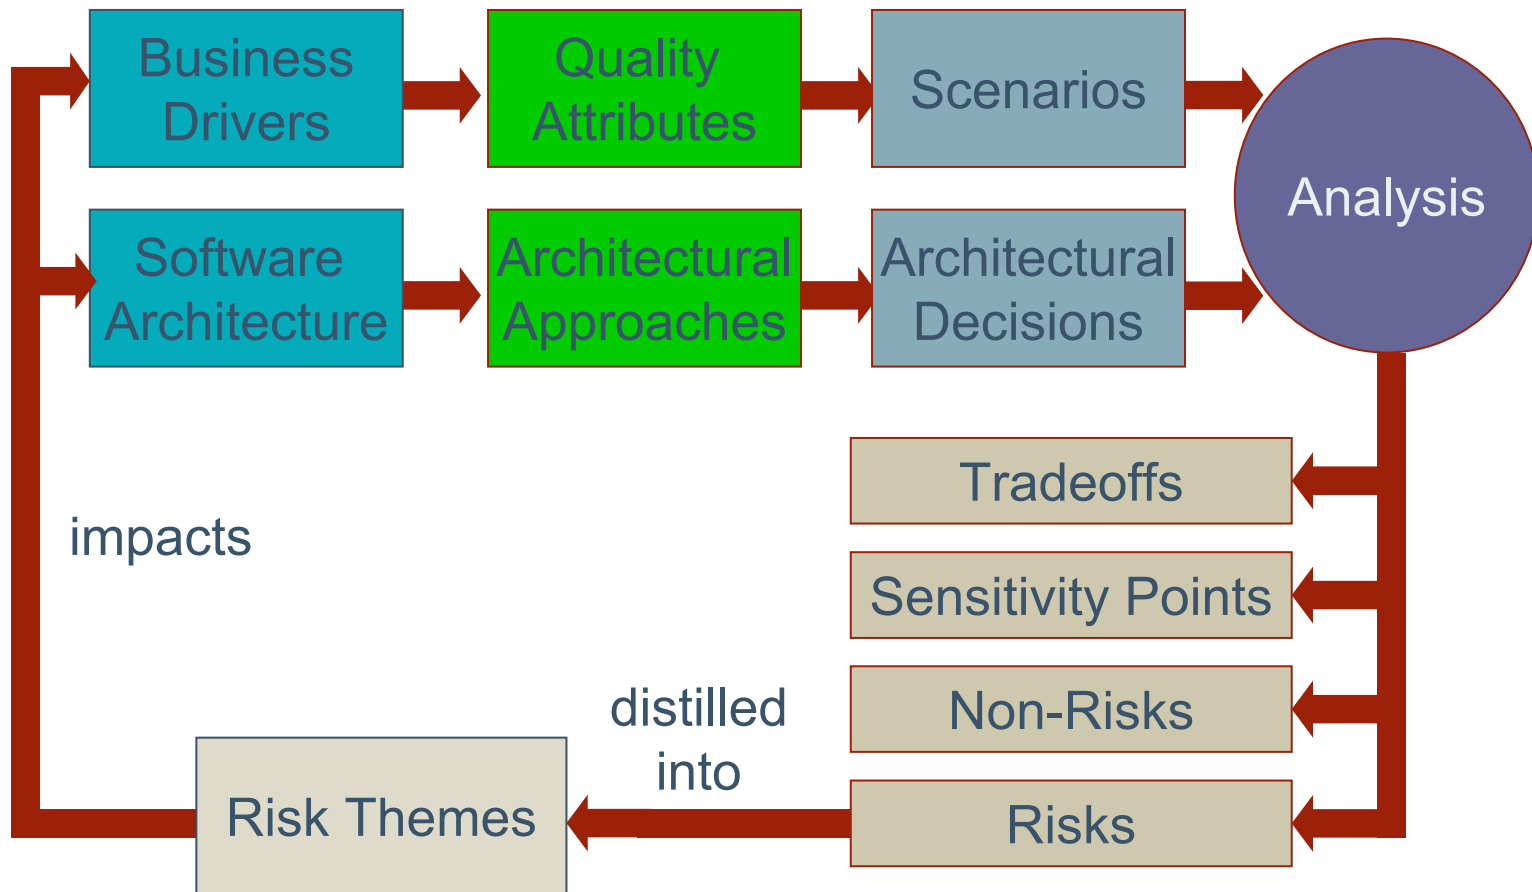 Business
Drivers
Quality
Attributes
Scenarios
Analysis
Software
Architecture
Architectural
Approaches
Architectural
Decisions
Tradeoffs
impacts
Sensitivity Points
Non-Risks
distilled
into
Risk Themes
Risks